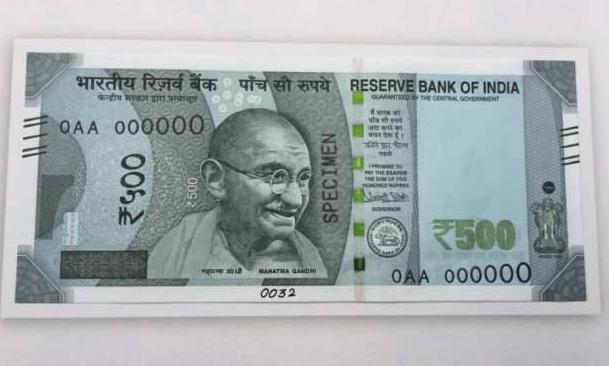 भारतीय रिज़र्व बैंक
केन्द्रीय सरकार द्वारा प्रत्याभूत
पाँच सौ रुपये
RESERVE BANK OF INDIA
GUARANTEED BY THE CENTRAL GOVERNMENT
0AA 000000
₹५००
₹500
SPECIMEN
मैं धारक को
पाँच सौ रुपये
अदा करने का
वचन देता हूँ ।
I PROMISE TO
PAY THE BEARER
THE SUM OF FIVE
HUNDRED RUPEES
GOVERNOR
₹500
महात्मा गांधी
MAHATMA GANDHI
0AA 000000
0032